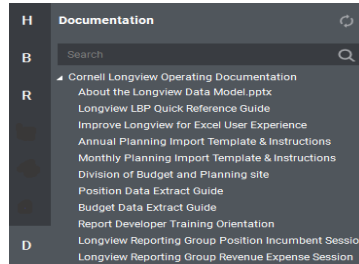 H
Documentation
B
Search
Cornell Longview Operating Documentation
R
About the Longview Data Model.pptx
Longview LBP Quick Reference Guide
Improve Longview for Excel User Experience
Annual Planning Import Template & Instructions
Monthly Planning Import Template & Instructions
Division of Budget and Planning site
Position Data Extract Guide
Budget Data Extract Guide
Report Developer Training Orientation
D
Longview Reporting Group Position Incumbent Sessio
Longview Reporting Group Revenue Expense Session